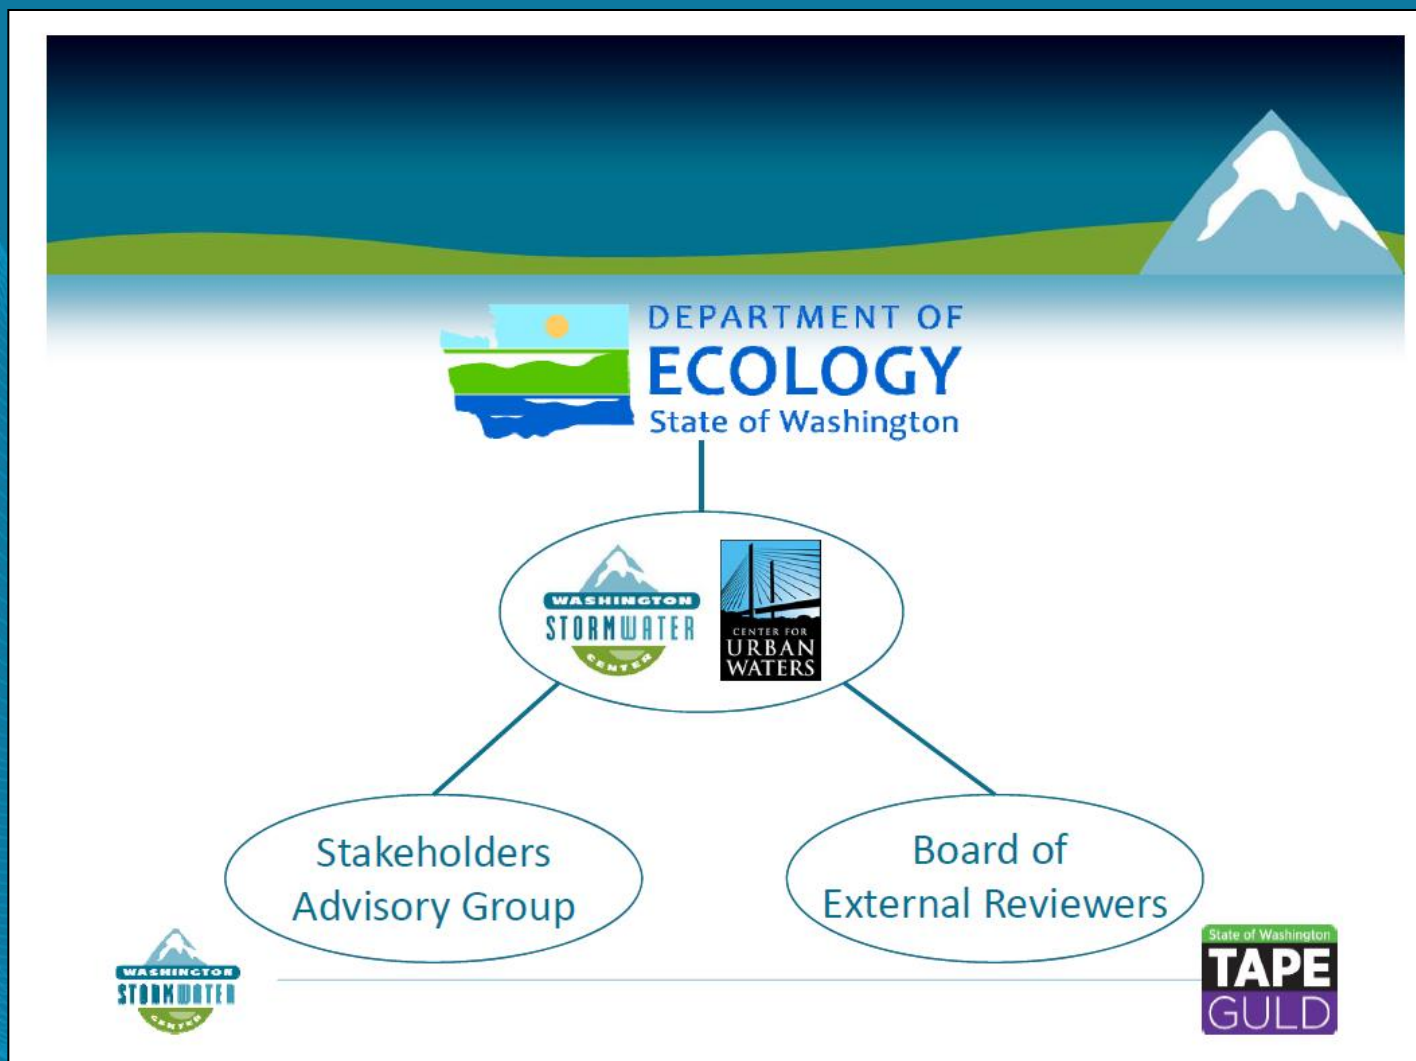 DEPARTMENT OF
ECOLOGY
State of Washington
WASHINGTON
STORMWATER
CENTER
CENTER FOR
URBAN
WATERS
Stakeholders
Advisory Group
Board of
External Reviewers
WASHINGTON
STORMWATER
CENTER
State of Washington
TAPE
GULD